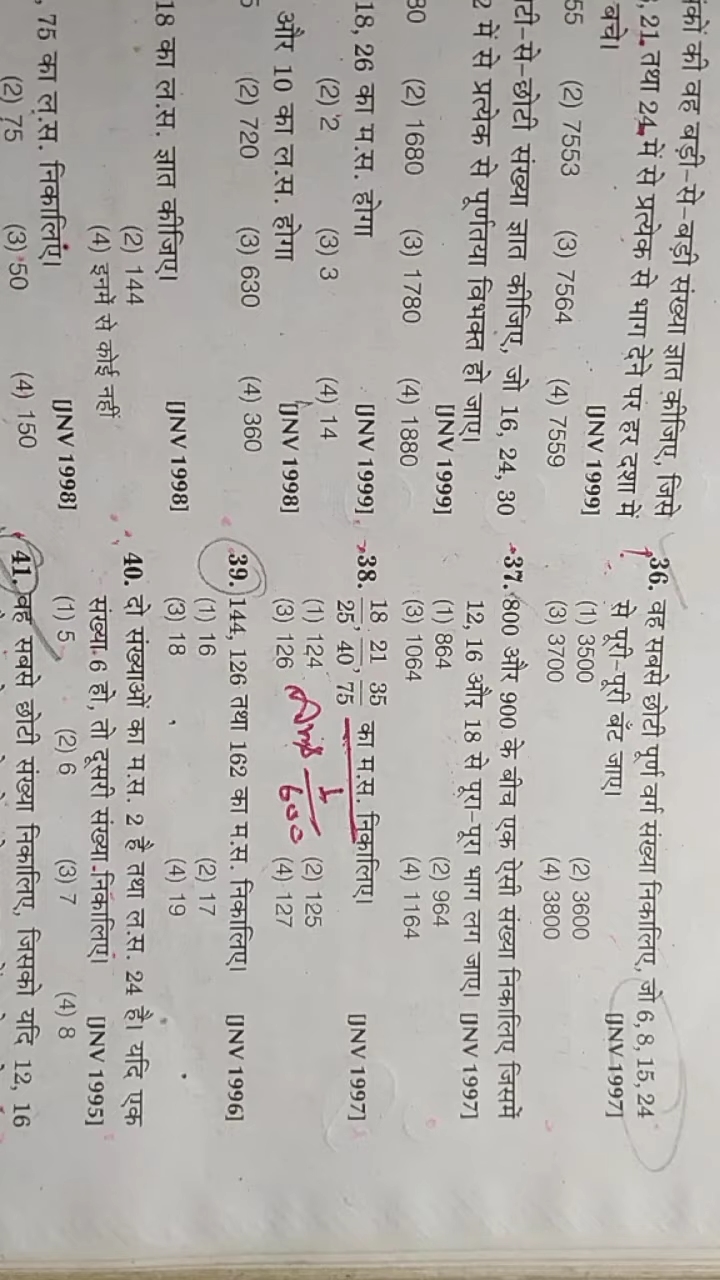 कों की वह बड़ी-से-बड़ी संख्या ज्ञात कीजिए, जिसे
, 21 तथा 24 में से प्रत्येक से भाग देने पर हर दशा में
बचे।
[JNV 1999]
55 (2) 7553 (3) 7564 (4) 7559
टी-से-छोटी संख्या ज्ञात कीजिए, जो 16, 24, 30
2 में से प्रत्येक से पूर्णतया विभक्त हो जाए।
[JNV 1999]
80 (2) 1680 (3) 1780 (4) 1880
18, 26 का म.स. होगा
[JNV 1999]
(2) 2 (3) 3 (4) 14
और 10 का ल.स. होगा
[JNV 1998]
5 (2) 720 (3) 630 (4) 360
18 का ल.स. ज्ञात कीजिए।
[JNV 1998]
(2) 144
(4) इनमें से कोई नहीं
, 75 का ल.स. निकालिए।
[JNV 1998]
(2) 75 (3) 50 (4) 150
36. वह सबसे छोटी पूर्ण वर्ग संख्या निकालिए, जो 6, 8, 15, 24
से पूरी-पूरी बँट जाए।
[JNV 1997]
(1) 3500 (2) 3600
(3) 3700 (4) 3800
37. 800 और 900 के बीच एक ऐसी संख्या निकालिए जिसमें
12, 16 और 18 से पूरा-पूरा भाग लग जाए। [JNV 1997]
(1) 864 (2) 964
(3) 1064 (4) 1164
38. 18/25, 21/40, 35/75 का म.स. निकालिए।
[JNV 1997]
(1) 124 (2) 125
(3) 126 (4) 127
1/600
39. 144, 126 तथा 162 का म.स. निकालिए।
[JNV 1996]
(1) 16 (2) 17
(3) 18 (4) 19
40. दो संख्याओं का म.स. 2 है तथा ल.स. 24 है। यदि एक
संख्या 6 हो, तो दूसरी संख्या निकालिए।
[JNV 1995]
(1) 5 (2) 6 (3) 7 (4) 8
41. वह सबसे छोटी संख्या निकालिए, जिसको यदि 12, 16